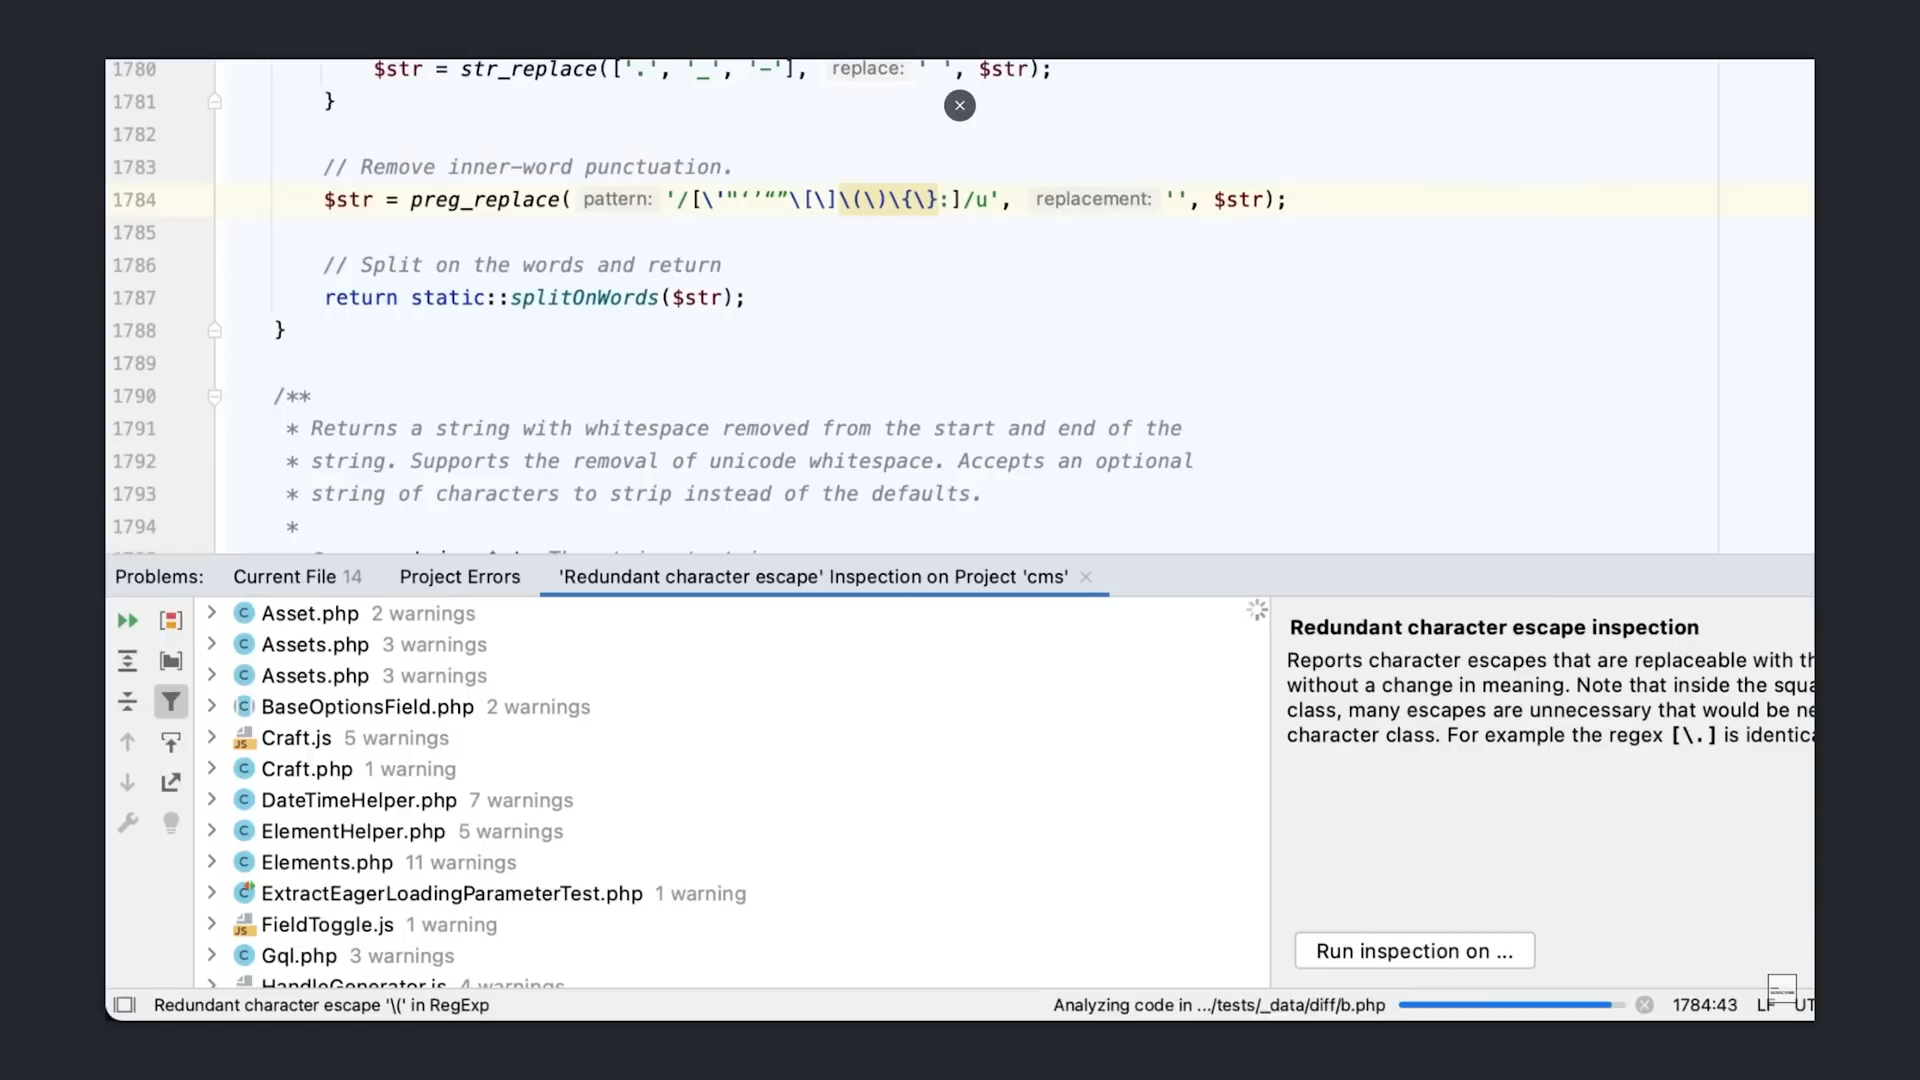 1780 $str = str_replace(['.', '_', '-'], replace: ' ', $str);
1781 }
1782
1783 // Remove inner-word punctuation.
1784 $str = preg_replace( pattern: '/[\'"‘’“”\[\]\(\)\{\}:]/u', replacement: '', $str);
1785
1786 // Split on the words and return
1787 return static::splitOnWords($str);
1788 }
1789
1790 /**
1791 * Returns a string with whitespace removed from the start and end of the
1792 * string. Supports the removal of unicode whitespace. Accepts an optional
1793 * string of characters to strip instead of the defaults.
1794 *
Problems: Current File 14 Project Errors 'Redundant character escape' Inspection on Project 'cms'
Asset.php 2 warnings
Assets.php 3 warnings
Assets.php 3 warnings
BaseOptionsField.php 2 warnings
Craft.js 5 warnings
Craft.php 1 warning
DateTimeHelper.php 7 warnings
ElementHelper.php 5 warnings
Elements.php 11 warnings
ExtractEagerLoadingParameterTest.php 1 warning
FieldToggle.js 1 warning
Gql.php 3 warnings
HandleGenerator.js 4 warnings
Redundant character escape inspection
Reports character escapes that are replaceable with th
without a change in meaning. Note that inside the squa
class, many escapes are unnecessary that would be ne
character class. For example the regex [\.] is identica
Run inspection on ...
Redundant character escape '\(' in RegExp
Analyzing code in .../tests/_data/diff/b.php 1784:43 LF UT